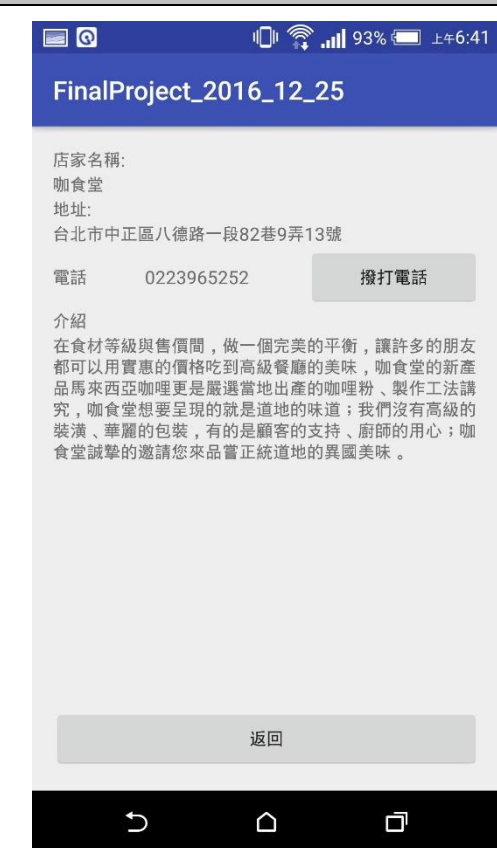 93% 上午6:41
FinalProject_2016_12_25
店家名稱:
咖食堂
地址:
台北市中正區八德路一段82巷9弄13號
電話 0223965252 撥打電話
介紹
在食材等級與售價間，做一個完美的平衡，讓許多的朋友
都可以用實惠的價格吃到高級餐廳的美味，咖食堂的新產
品馬來西亞咖哩更是嚴選當地出產的咖哩粉、製作工法講
究，咖食堂想要呈現的就是道地的味道；我們沒有高級的
裝潢、華麗的包裝，有的是顧客的支持、廚師的用心；咖
食堂誠摯的邀請您來品嘗正統道地的異國美味。
返回